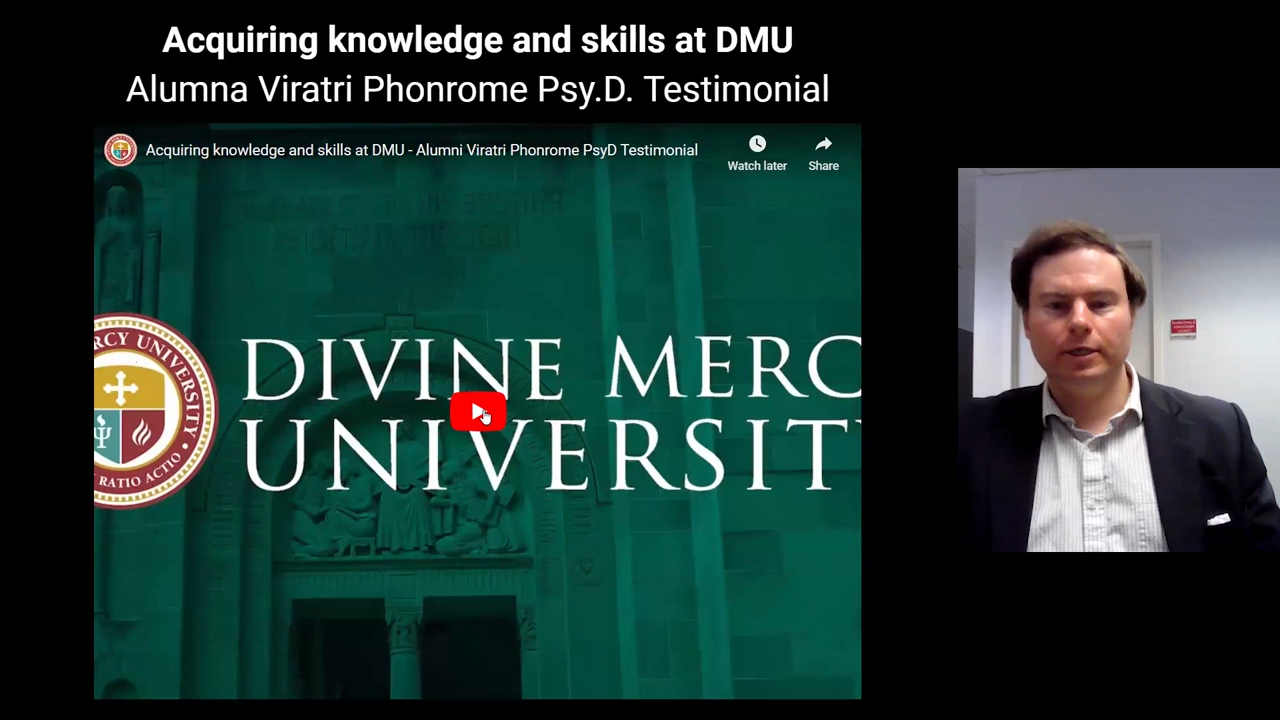 Acquiring knowledge and skills at DMU
Alumna Viratri Phonrome Psy.D. Testimonial
Acquiring knowledge and skills at DMU - Alumni Viratri Phonrome PsyD Testimonial
Watch later
Share
RCY UNIVERSITY
RATIO ACTIO
DIVINE MERC
UNIVERSIT